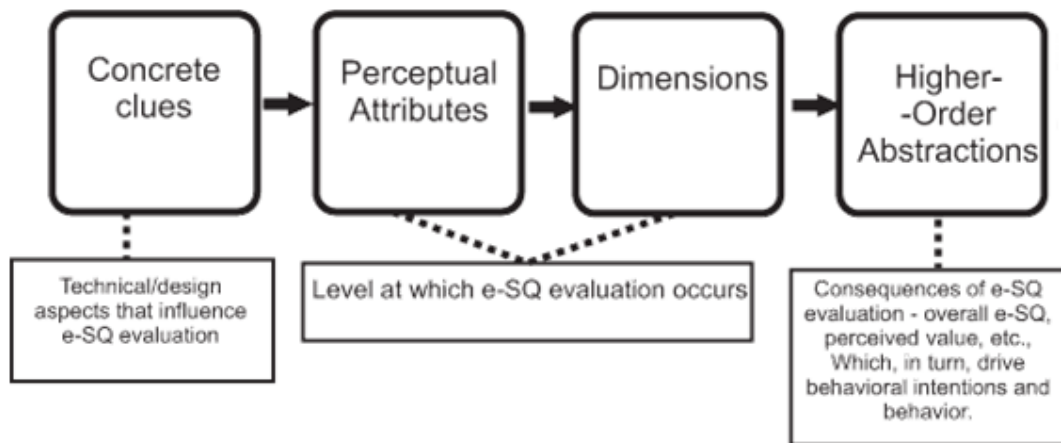 Concrete
clues
Perceptual
Attributes
Dimensions
Higher-
-Order
Abstractions
Technical/design
aspects that influence
e-SQ evaluation
Level at which e-SQ evaluation occurs
Consequences of e-SQ
evaluation - overall e-SQ,
perceived value, etc.,
Which, in turn, drive
behavioral intentions and
behavior.